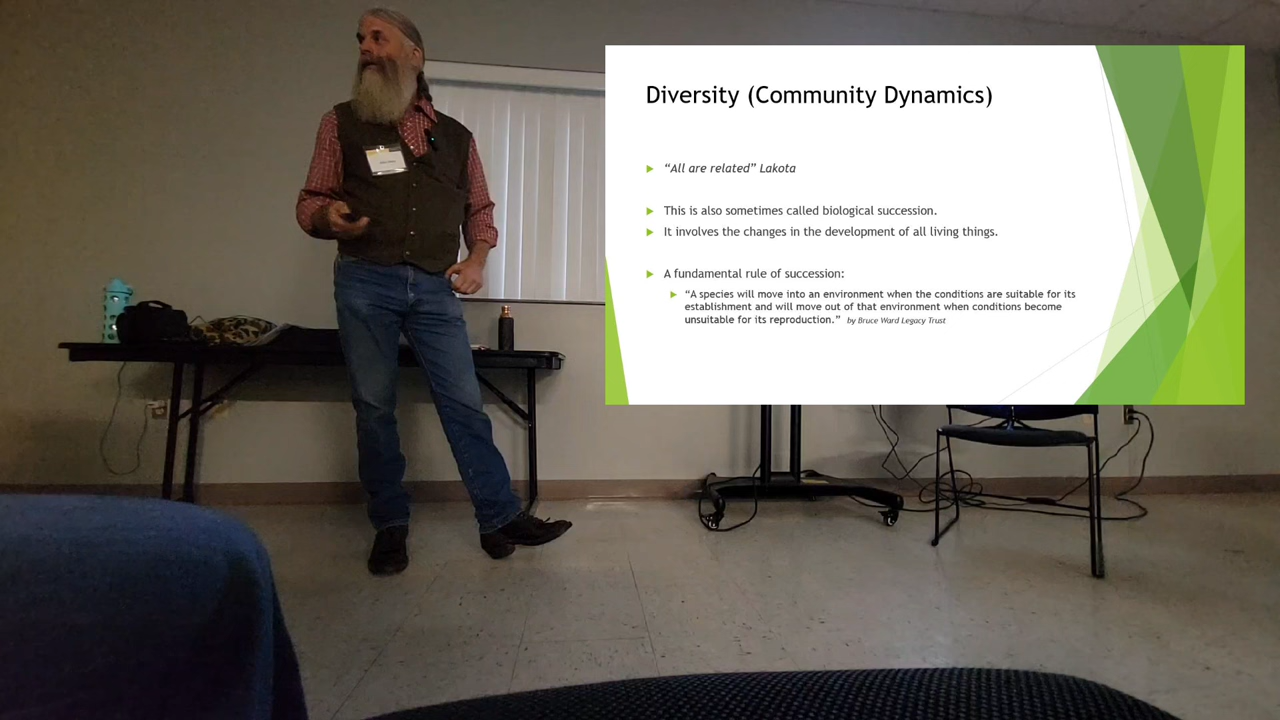 Diversity (Community Dynamics)
“All are related” Lakota
This is also sometimes called biological succession.
It involves the changes in the development of all living things.
A fundamental rule of succession:
“A species will move into an environment when the conditions are suitable for its
establishment and will move out of that environment when conditions become
unsuitable for its reproduction.” by Bruce Ward Legacy Trust